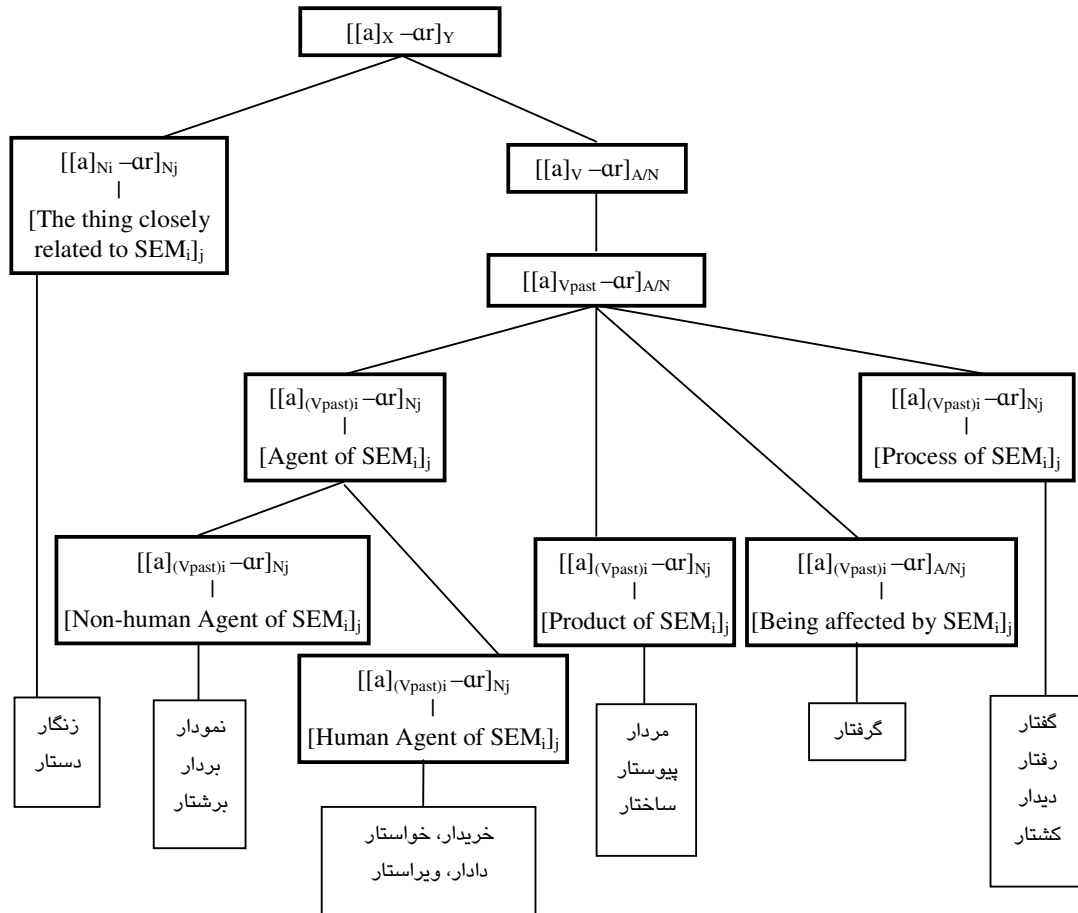 [[a]X –ɑr]Y
[[a]Ni –ɑr]Nj
|
[The thing closely
related to SEMi]j
[[a]V –ɑr]A/N
[[a]Vpast –ɑr]A/N
[[a](Vpast)i –ɑr]Nj
|
[Agent of SEMi]j
[[a](Vpast)i –ɑr]Nj
|
[Process of SEMi]j
[[a](Vpast)i –ɑr]Nj
|
[Non-human Agent of SEMi]j
[[a](Vpast)i –ɑr]Nj
|
[Product of SEMi]j
[[a](Vpast)i –ɑr]A/Nj
|
[Being affected by SEMi]j
[[a](Vpast)i –ɑr]Nj
|
[Human Agent of SEMi]j
زنگار
دستار
نمودار
بردار
برشتار
خریدار، خواستار
دادار، ویراستار
مردار
پیوستار
ساختار
گرفتار
گفتار
رفتار
دیدار
کشتار